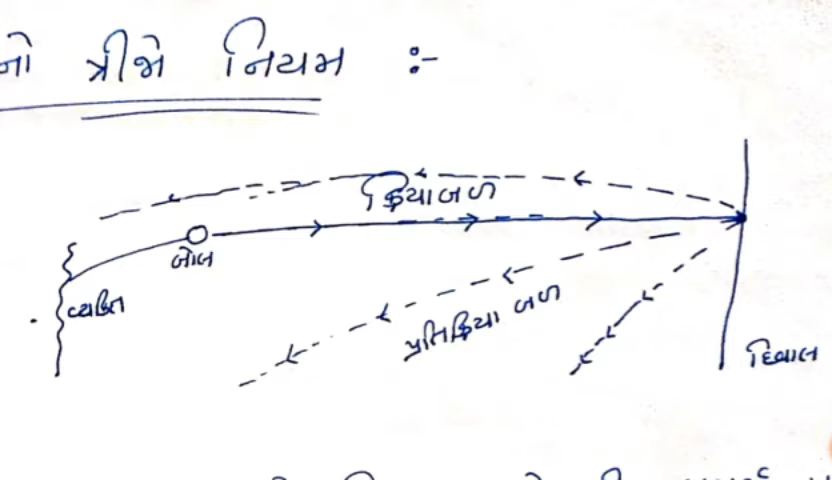 નો ત્રીજો નિયમ :-
ક્રિયાબળ
બોલ
વ્યક્તિ
પ્રતિક્રિયા બળ
દિવાલ